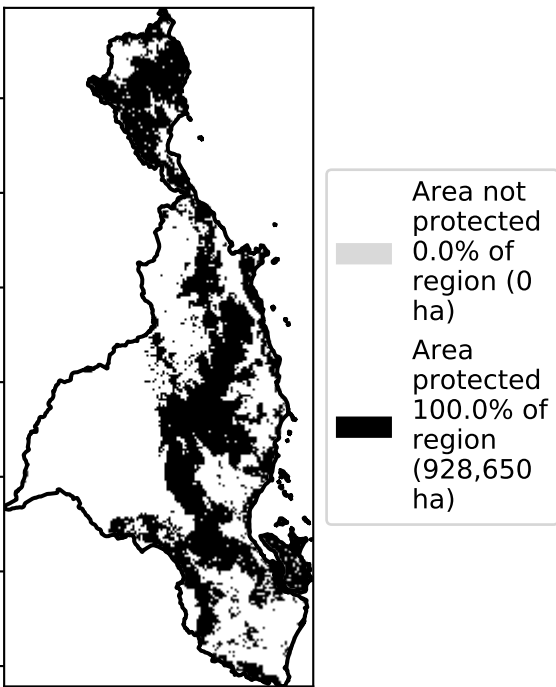 Area not
protected
0.0% of
region (0
ha)
Area
protected
100.0% of
region
(928,650
ha)